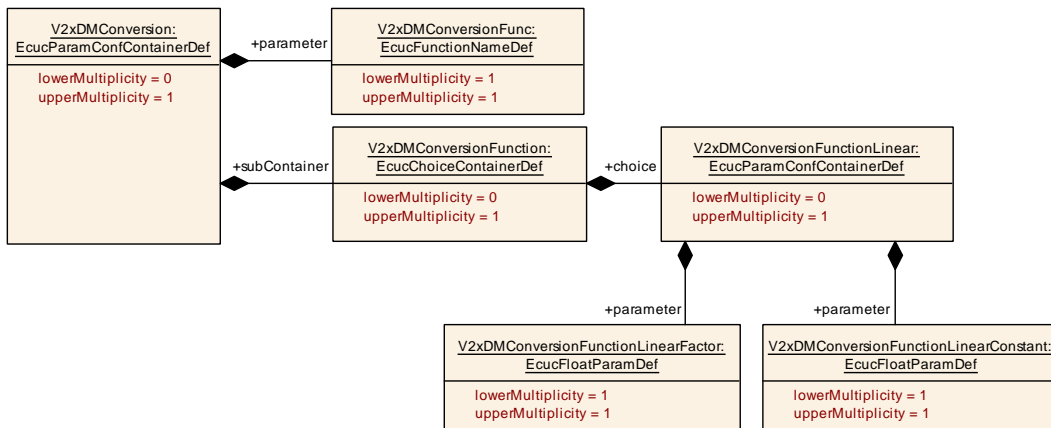 V2xDMConversion:
EcucParamConfContainerDef
lowerMultiplicity = 0
upperMultiplicity = 1
+parameter
V2xDMConversionFunc:
EcucFunctionNameDef
lowerMultiplicity = 1
upperMultiplicity = 1
+subContainer
V2xDMConversionFunction:
EcucChoiceContainerDef
lowerMultiplicity = 0
upperMultiplicity = 1
+choice
V2xDMConversionFunctionLinear:
EcucParamConfContainerDef
lowerMultiplicity = 0
upperMultiplicity = 1
+parameter
+parameter
V2xDMConversionFunctionLinearFactor:
EcucFloatParamDef
lowerMultiplicity = 1
upperMultiplicity = 1
V2xDMConversionFunctionLinearConstant:
EcucFloatParamDef
lowerMultiplicity = 1
upperMultiplicity = 1